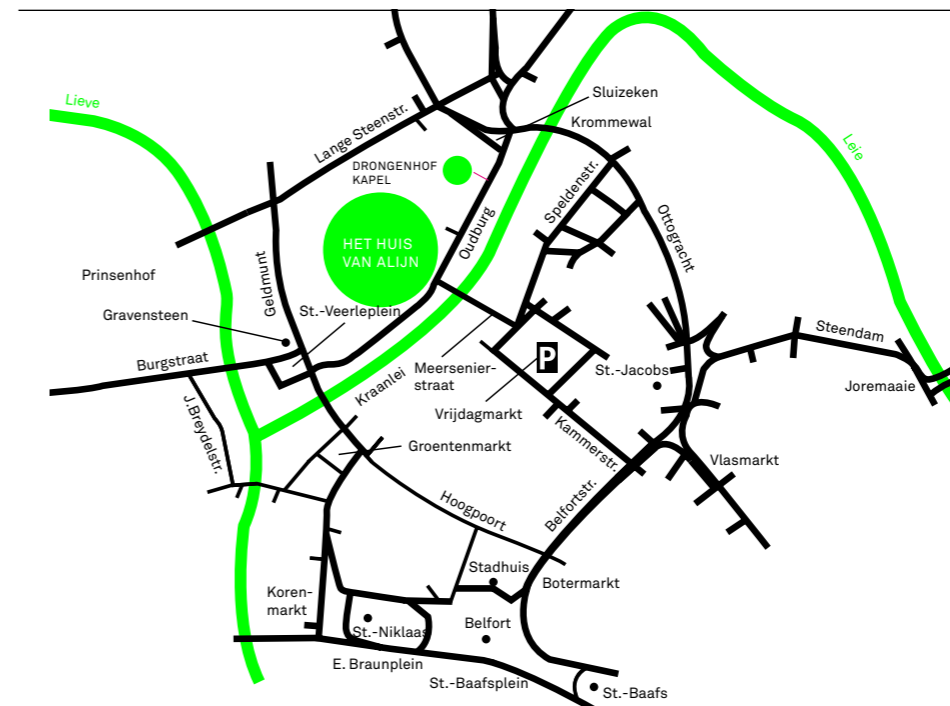 Lieve
Sluizeken
Krommewal
Lange Steenstr.
Leie
DRONGENHOF
KAPEL
Speldenstr.
Ottogracht
Oudburg
HET HUIS
VAN ALIJN
Prinsenhof
Geldmunt
St.-Veerleplein
Gravensteen
Steendam
Burgstraat
P
Meersenier-
straat
St.-Jacobs
Joremaaie
Kraanlei
J.Breydelstr.
Vrijdagmarkt
Kammerstr.
Groentenmarkt
Vlasmarkt
Hoogpoort
Belfortstr.
Stadhuis
Botermarkt
Koren-
markt
St.-Niklaas
Belfort
E. Braunplein
St.-Baafsplein
St.-Baafs